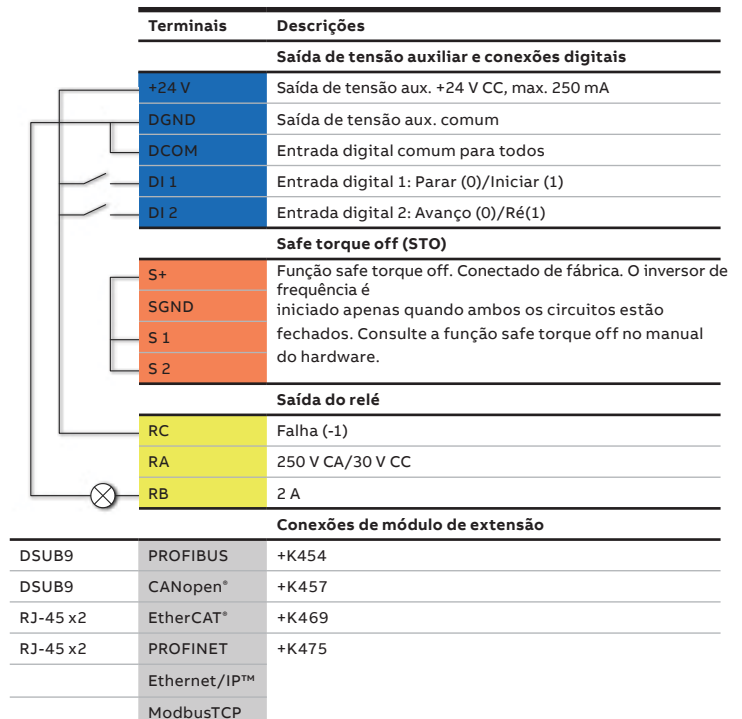 Terminais Descrições
Saída de tensão auxiliar e conexões digitais
+24 V Saída de tensão aux. +24 V CC, max. 250 mA
DGND Saída de tensão aux. comum
DCOM Entrada digital comum para todos
DI 1 Entrada digital 1: Parar (0)/Iniciar (1)
DI 2 Entrada digital 2: Avanço (0)/Ré(1)
Safe torque off (STO)
S+ Função safe torque off. Conectado de fábrica. O inversor de
frequência é
SGND iniciado apenas quando ambos os circuitos estão
S 1 fechados. Consulte a função safe torque off no manual
S 2 do hardware.
Saída do relé
RC Falha (-1)
RA 250 V CA/30 V CC
RB 2 A
Conexões de módulo de extensão
DSUB9 PROFIBUS +K454
DSUB9 CANopen® +K457
RJ-45 x2 EtherCAT® +K469
RJ-45 x2 PROFINET +K475
Ethernet/IP™
ModbusTCP